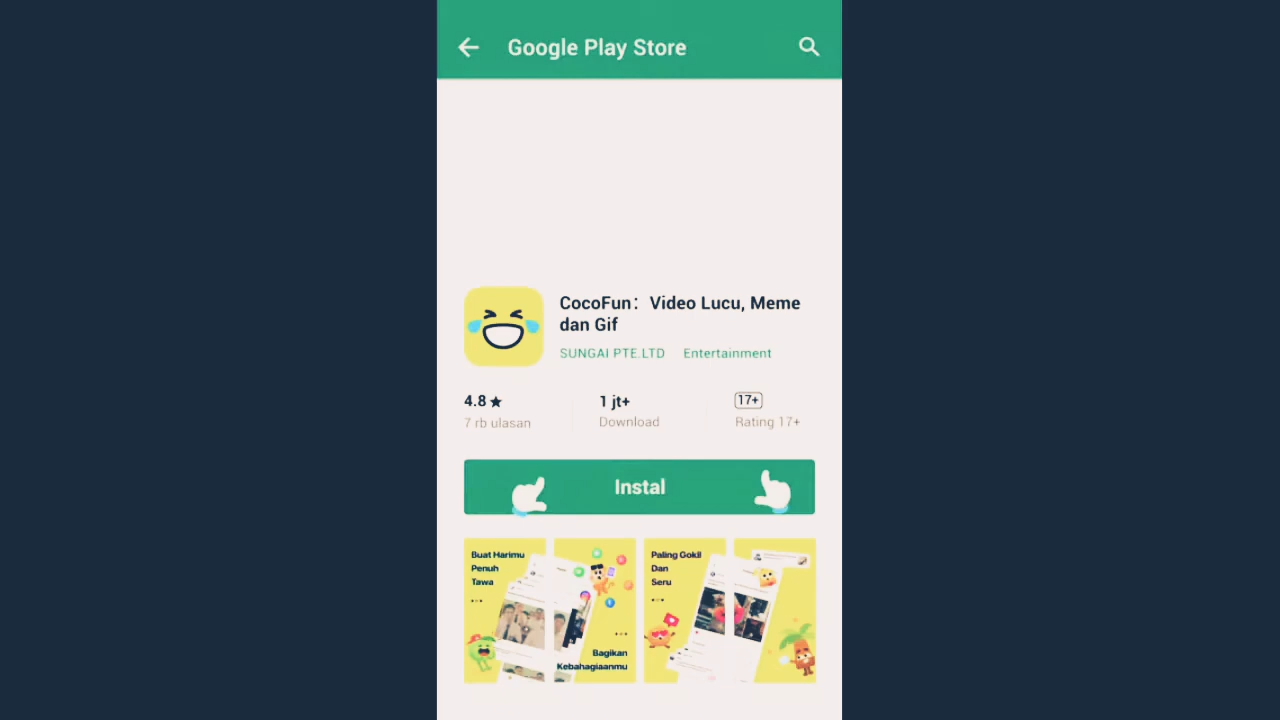 Google Play Store
CocoFun: Video Lucu, Meme
dan Gif
SUNGAI PTE.LTD Entertainment
4.8★ 1 jt+ 17+
7 rb ulasan Download Rating 17+
Instal
Buat Harimu
Penuh
Tawa
Bagikan
Kebahagiaanmu
Paling Gokil
Dan
Seru